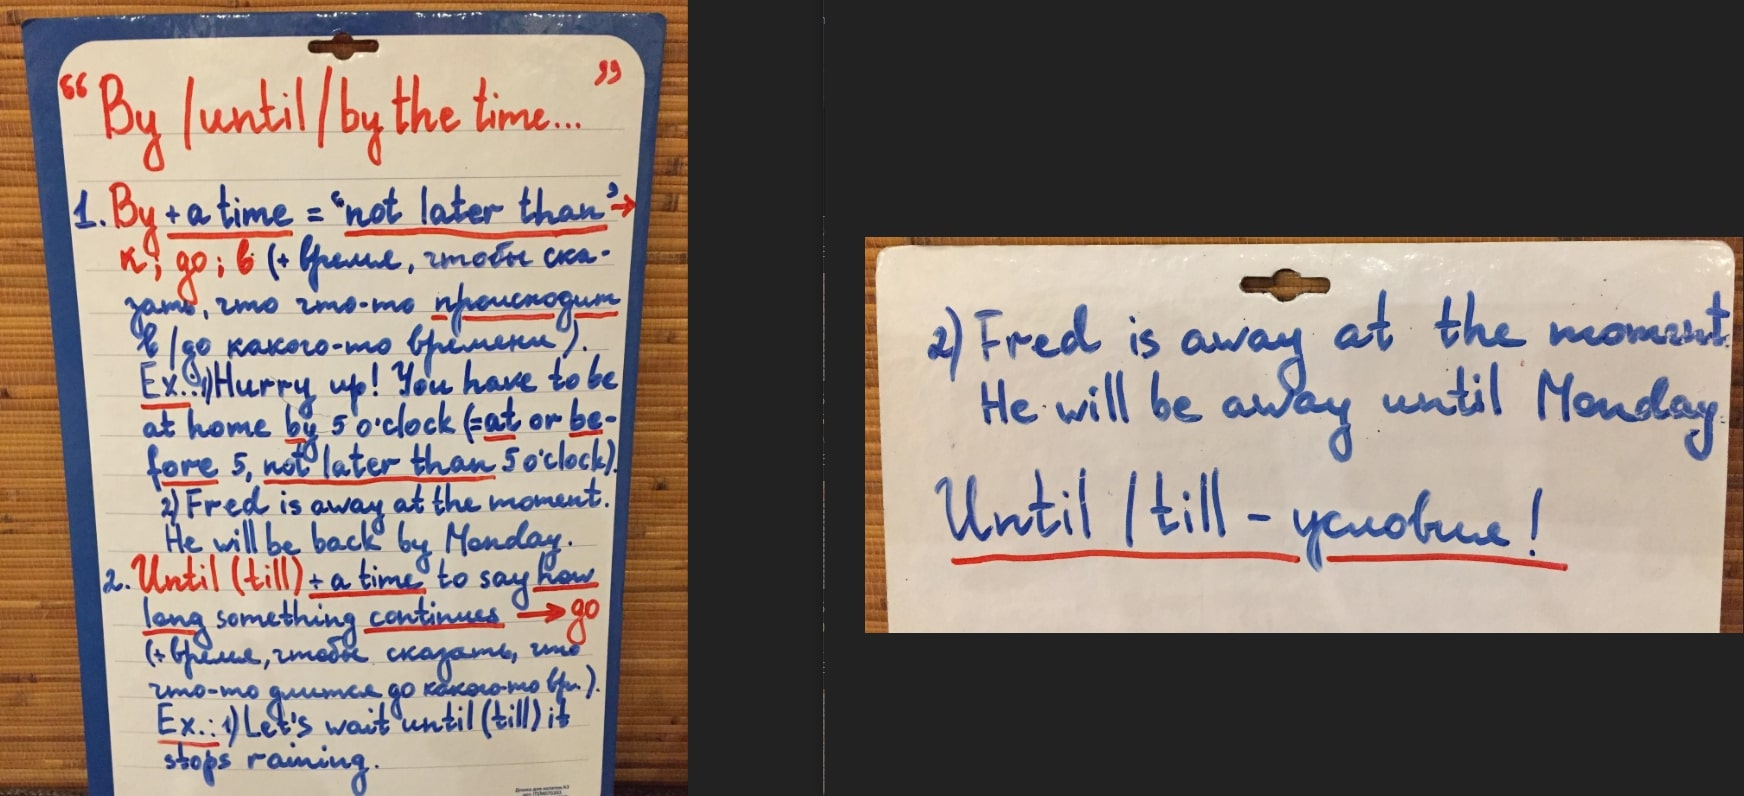 "By/until/by the time..."
1. By + a time = "not later than" →
к; до; в (+ время, чтобы ска-
зать, что что-то происходит
в/до какого-то времени).
Ex.: 1) Hurry up! You have to be
at home by 5 o'clock (= at or be-
fore 5, not later than 5 o'clock).
2) Fred is away at the moment.
He will be back by Monday.
2. Until (till) + a time to say how
long something continues → до
(+ время, чтобы сказать, что
что-то длится до какого-то вр.).
Ex.: 1) Let's wait until (till) it
stops raining.
2) Fred is away at the moment.
He will be away until Monday.
Until / till - условие!